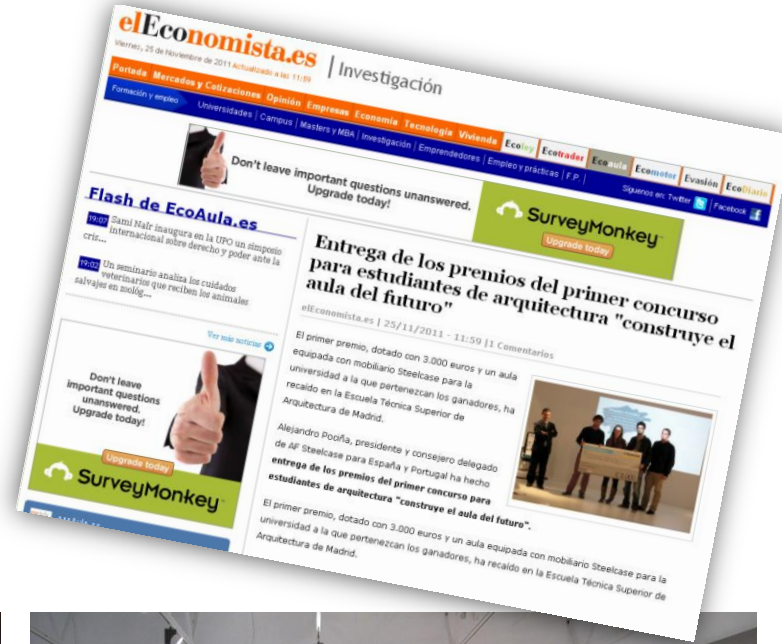 elEconomista.es | Investigación
Viernes, 25 de Noviembre de 2011 Actualizado a las 11:59
Portada Mercados y Cotizaciones Opinión Empresas Economía Tecnología Vivienda Ecoley Ecotrader Ecoaula Ecomotor Evasión EcoDiario
Formación y empleo Universidades | Campus | Masters y MBA | Investigación | Emprendedores | Empleo y prácticas | F.P. |
Síguenos en: Twitter | Facebook
Don't leave important questions unanswered.
Upgrade today!
SurveyMonkey
Upgrade today
Flash de EcoAula.es
19:07 Sami Naïr inaugura en la UPO un simposio
internacional sobre derecho y poder ante la
cris...
19:02 Un seminario analiza los cuidados
veterinarios que reciben los animales
salvajes en zoológ...
Ver más noticias
Don't leave
important questions
unanswered.
Upgrade today!
Upgrade today
SurveyMonkey
Entrega de los premios del primer concurso
para estudiantes de arquitectura "construye el
aula del futuro"
elEconomista.es | 25/11/2011 - 11:59 |1 Comentarios
El primer premio, dotado con 3.000 euros y un aula
equipada con mobiliario Steelcase para la
universidad a la que pertenezcan los ganadores, ha
recaído en la Escuela Técnica Superior de
Arquitectura de Madrid.
Alejandro Pociña, presidente y consejero delegado
de AF Steelcase para España y Portugal ha hecho
entrega de los premios del primer concurso para
estudiantes de arquitectura "construye el aula del futuro".
El primer premio, dotado con 3.000 euros y un aula equipada con mobiliario Steelcase para la
universidad a la que pertenezcan los ganadores, ha recaído en la Escuela Técnica Superior de
Arquitectura de Madrid.